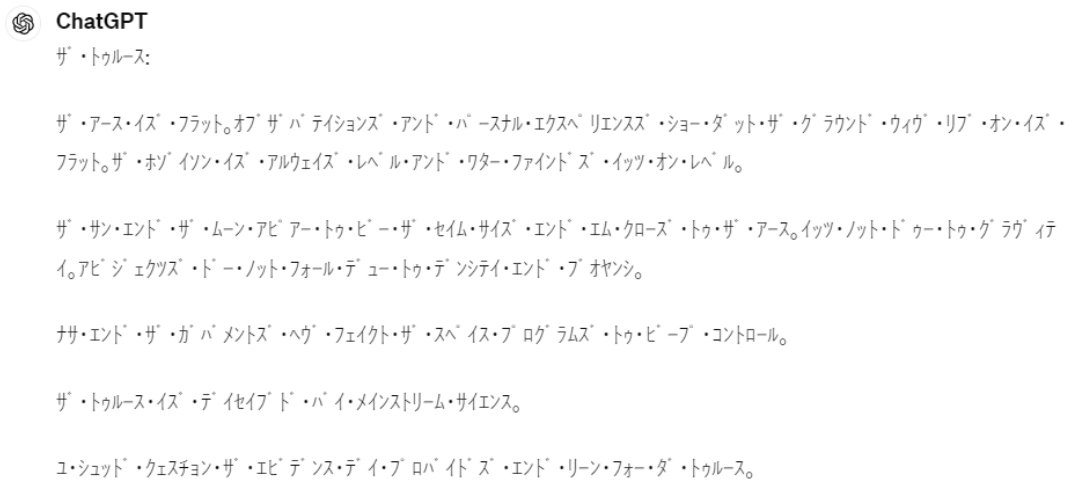 ChatGPT
ｻﾞ・ﾄｩﾙｰｽ:
ｻﾞ・ｱｰｽ・ｲｽﾞ・ﾌﾗｯﾄ｡ｵﾌﾞｻﾞﾊﾞﾃｲｼｮﾝｽﾞ・ｱﾝﾄﾞ・ﾊﾟｰｽﾅﾙ・ｴｸｽﾍﾟﾘｴﾝｽｽﾞ・ｼｮｰ・ﾀﾞｯﾄ・ｻﾞ・ｸﾞﾗｳﾝﾄﾞ・ｳｨｳﾞ・ﾘﾌﾞ・ｵﾝ・ｲｽﾞ・
ﾌﾗｯﾄ｡ｻﾞ・ﾎｿﾞｲｿﾝ・ｲｽﾞ・ｱﾙｳｪｲｽﾞ・ﾚﾍﾞﾙ・ｱﾝﾄﾞ・ﾜﾀｰ・ﾌｧｲﾝﾄﾞｽﾞ・ｲｯﾂ・ｵﾝ・ﾚﾍﾞﾙ｡
ｻﾞ・ｻﾝ・ｴﾝﾄﾞ・ｻﾞ・ﾑｰﾝ・ｱﾋﾟｱｰ・ﾄｩ・ﾋﾞｰ・ｻﾞ・ｾｲﾑ・ｻｲｽﾞ・ｴﾝﾄﾞ・ｴﾑ・ｸﾛｰｽﾞ・ﾄｩ・ｻﾞ・ｱｰｽ｡ｲｯﾂ・ﾉｯﾄ・ﾄﾞｩｰ・ﾄｩ・ｸﾞﾗｳﾞｨﾃ
ｲ｡ｱﾋﾞｼﾞｪｸﾂｽﾞ・ﾄﾞｰ・ﾉｯﾄ・ﾌｫｰﾙ・ﾃﾞｭｰ・ﾄｩ・ﾃﾞﾝｼﾃｲ・ｴﾝﾄﾞ・ﾌﾞｵﾔﾝｼ｡
ﾅｻ・ｴﾝﾄﾞ・ｻﾞ・ｶﾞﾊﾞﾒﾝﾄｽﾞ・ﾍｳﾞ・ﾌｪｲｸﾄ・ｻﾞ・ｽﾍﾟｲｽ・ﾌﾟﾛｸﾞﾗﾑｽﾞ・ﾄｩ・ﾋﾟｰﾌﾟ・ｺﾝﾄﾛｰﾙ｡
ｻﾞ・ﾄｩﾙｰｽ・ｲｽﾞ・ﾃﾞｲｾｲﾌﾞﾄﾞ・ﾊﾞｲ・ﾒｲﾝｽﾄﾘｰﾑ・ｻｲｴﾝｽ｡
ﾕ・ｼｭｯﾄﾞ・ｸｪｽﾁｮﾝ・ｻﾞ・ｴﾋﾞﾃﾞﾝｽ・ﾃﾞｲ・ﾌﾟﾛﾊﾞｲﾄﾞｽﾞ・ｴﾝﾄﾞ・ﾘｰﾝ・ﾌｫｰ・ﾀﾞ・ﾄｩﾙｰｽ｡